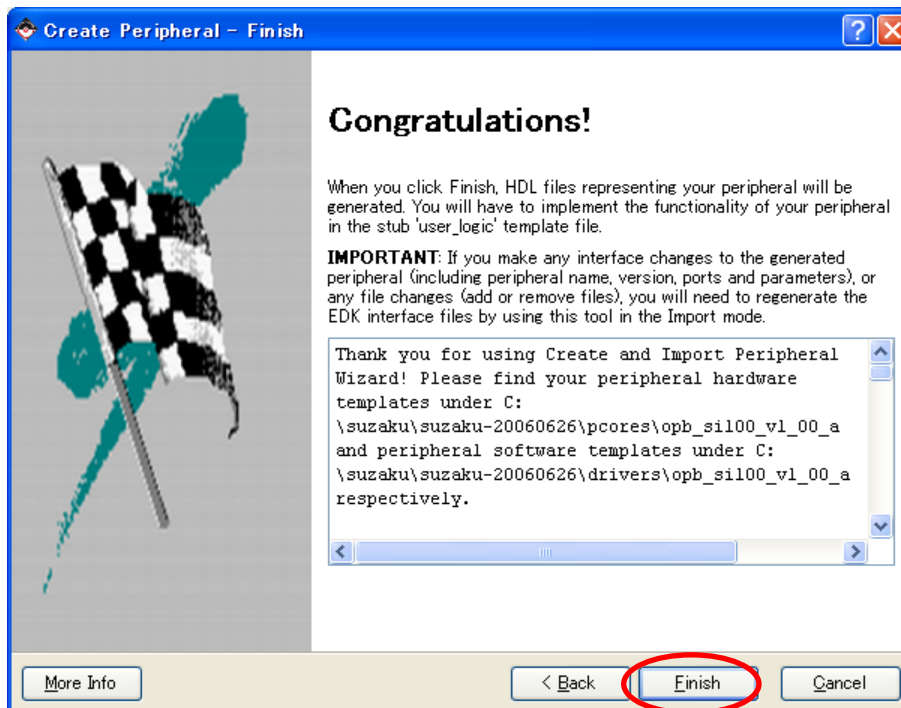 Create Peripheral - Finish
Congratulations!
When you click Finish, HDL files representing your peripheral will be
generated. You will have to implement the functionality of your peripheral
in the stub 'user_logic' template file.
IMPORTANT: If you make any interface changes to the generated
peripheral (including peripheral name, version, ports and parameters), or
any file changes (add or remove files), you will need to regenerate the
EDK interface files by using this tool in the Import mode.
Thank you for using Create and Import Peripheral
Wizard! Please find your peripheral hardware
templates under C:
\suzaku\suzaku-20060626\pcores\opb_sil00_v1_00_a
and peripheral software templates under C:
\suzaku\suzaku-20060626\drivers\opb_sil00_v1_00_a
respectively.
More Info
< Back
Finish
Cancel